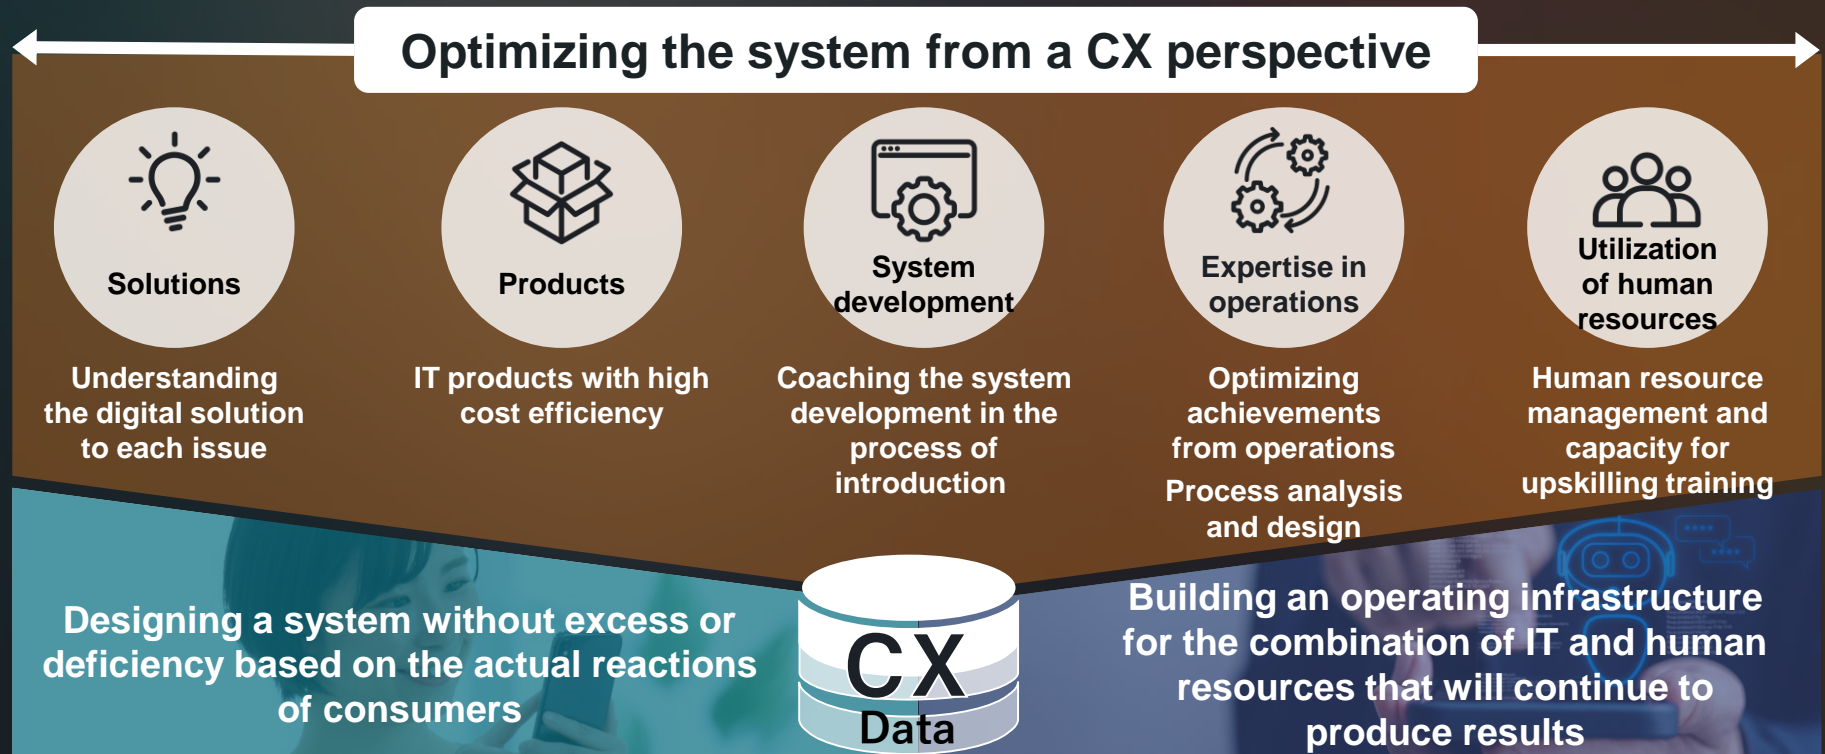 Optimizing the system from a CX perspective
Solutions
Understanding
the digital solution
to each issue
Products
IT products with high
cost efficiency
System
development
Coaching the system
development in the
process of
introduction
Expertise in
operations
Optimizing
achievements
from operations
Process analysis
and design
Utilization
of human
resources
Human resource
management and
capacity for
upskilling training
Designing a system without excess or
deficiency based on the actual reactions
of consumers
CX
Data
Building an operating infrastructure
for the combination of IT and human
resources that will continue to
produce results